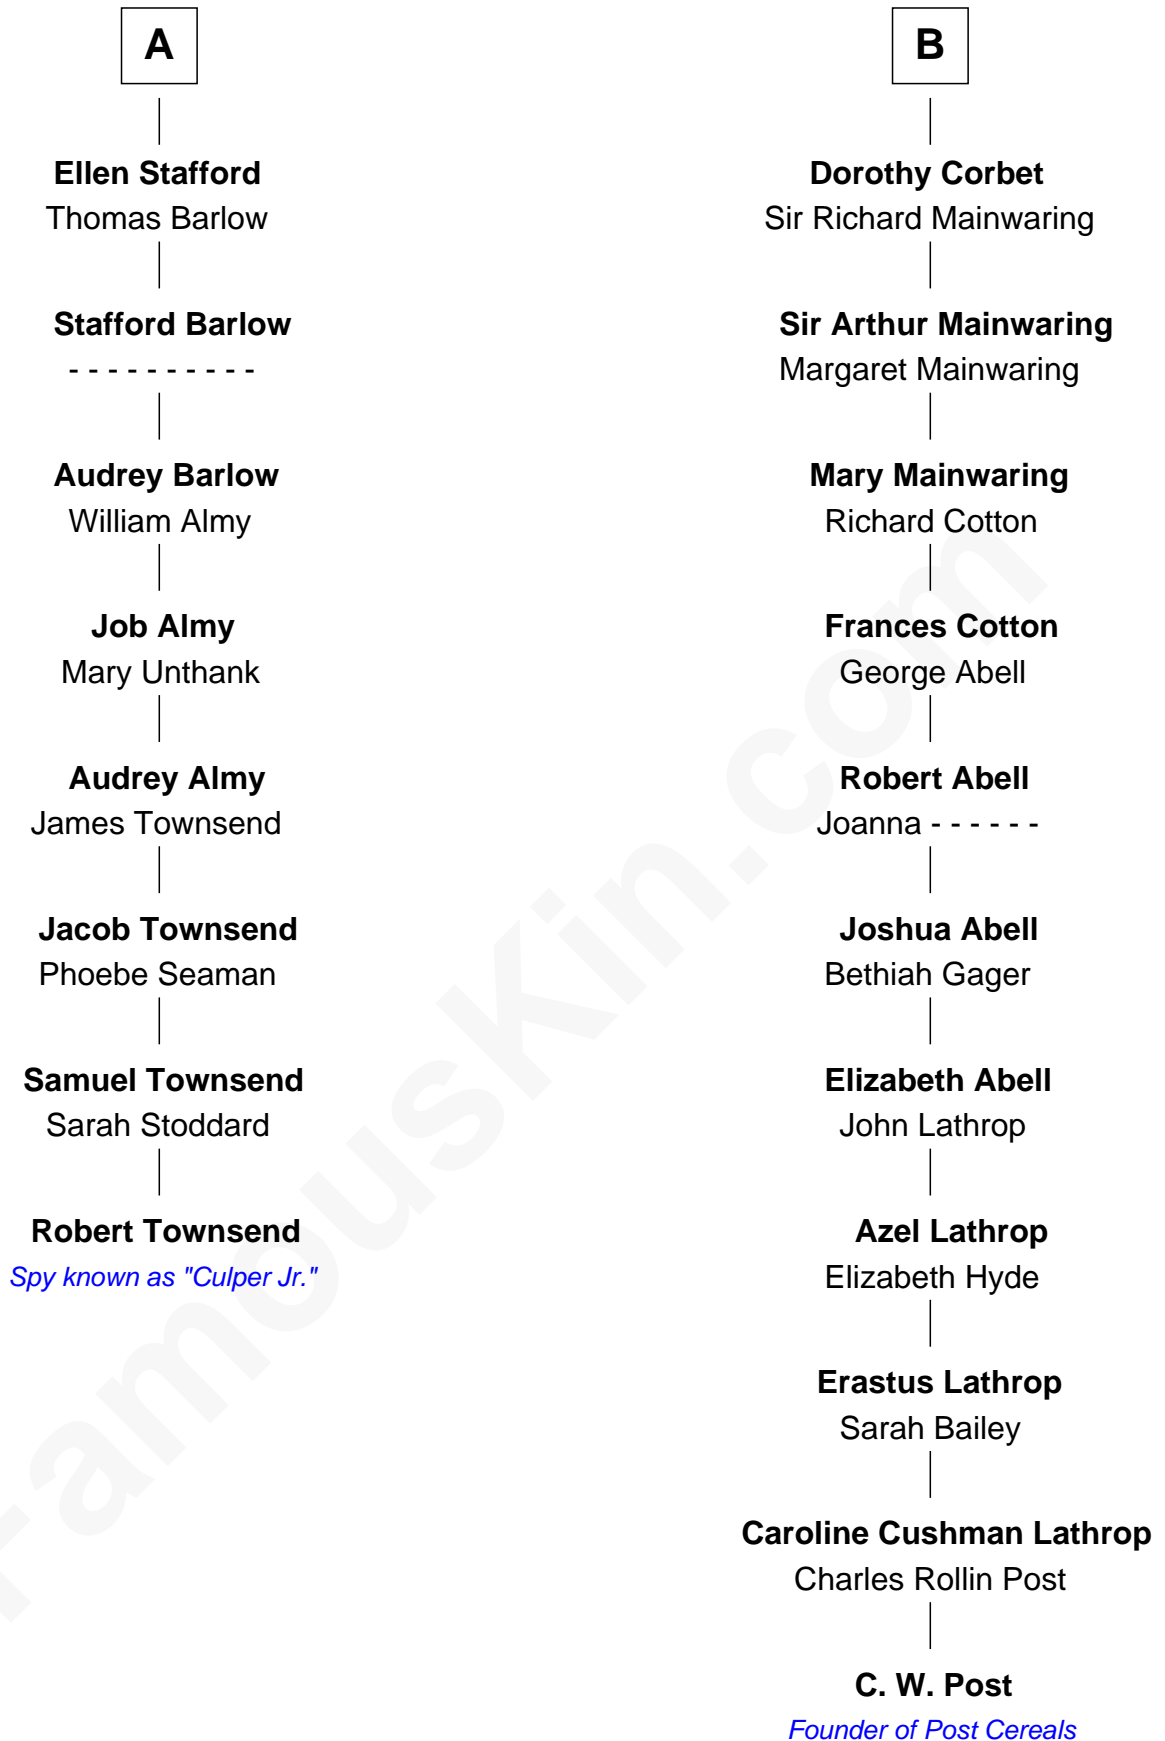 A
Ellen Stafford
Thomas Barlow
Stafford Barlow
- - - - - - - - - -
Audrey Barlow
William Almy
Job Almy
Mary Unthank
Audrey Almy
James Townsend
Jacob Townsend
Phoebe Seaman
Samuel Townsend
Sarah Stoddard
Robert Townsend
Spy known as "Culper Jr."
B
Dorothy Corbet
Sir Richard Mainwaring
Sir Arthur Mainwaring
Margaret Mainwaring
Mary Mainwaring
Richard Cotton
Frances Cotton
George Abell
Robert Abell
Joanna - - - - - -
Joshua Abell
Bethiah Gager
Elizabeth Abell
John Lathrop
Azel Lathrop
Elizabeth Hyde
Erastus Lathrop
Sarah Bailey
Caroline Cushman Lathrop
Charles Rollin Post
C. W. Post
Founder of Post Cereals
FamousKin.com